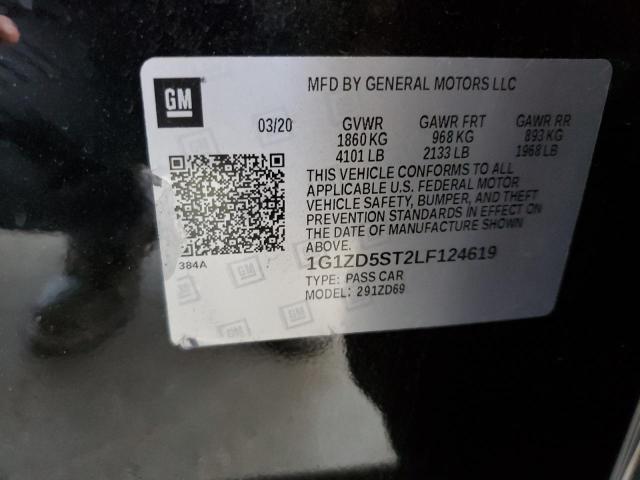 GM
MFD BY GENERAL MOTORS LLC
03/20 GVWR GAWR FRT GAWR RR
1860 KG 968 KG 893 KG
4101 LB 2133 LB 1968 LB
THIS VEHICLE CONFORMS TO ALL
APPLICABLE U.S. FEDERAL MOTOR
VEHICLE SAFETY, BUMPER, AND THEFT
PREVENTION STANDARDS IN EFFECT ON
THE DATE OF MANUFACTURE SHOWN
ABOVE.
384A
1G1ZD5ST2LF124619
TYPE: PASS CAR
MODEL: 291ZD69